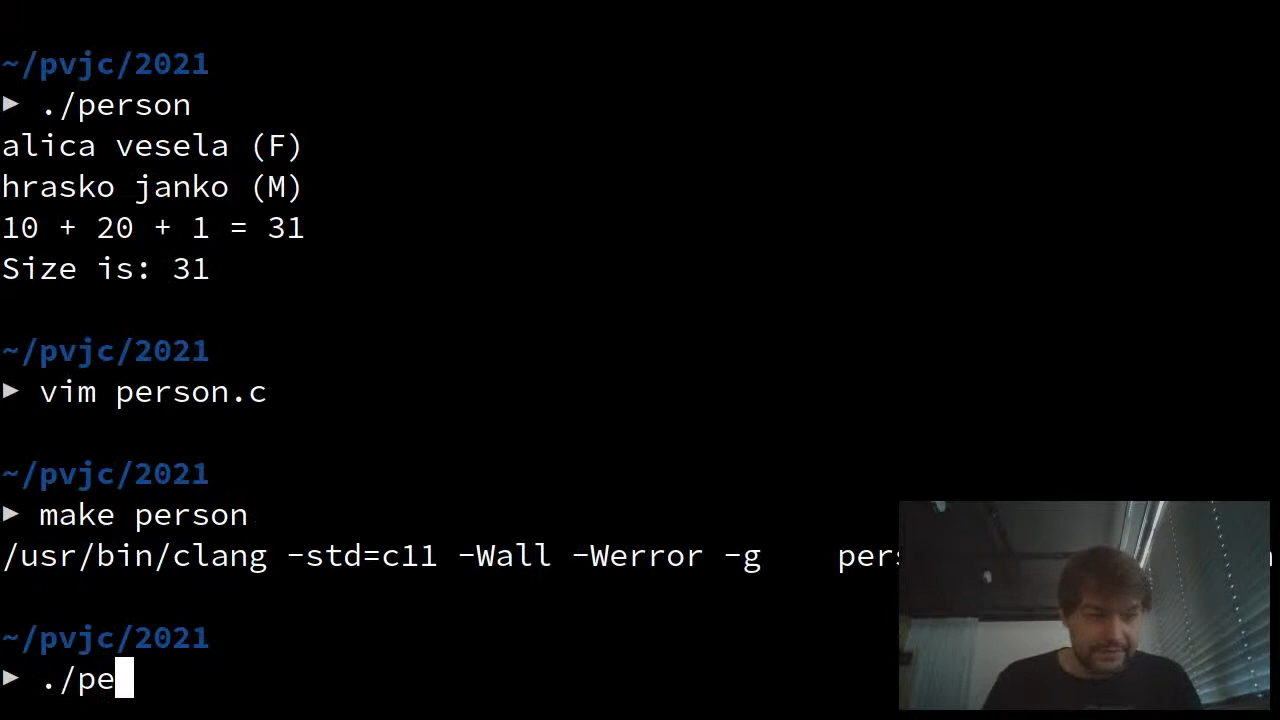 ~/pvjc/2021
▶ ./person
alica vesela (F)
hrasko janko (M)
10 + 20 + 1 = 31
Size is: 31
~/pvjc/2021
▶ vim person.c
~/pvjc/2021
▶ make person
/usr/bin/clang -std=c11 -Wall -Werror -g
~/pvjc/2021
▶ ./pe